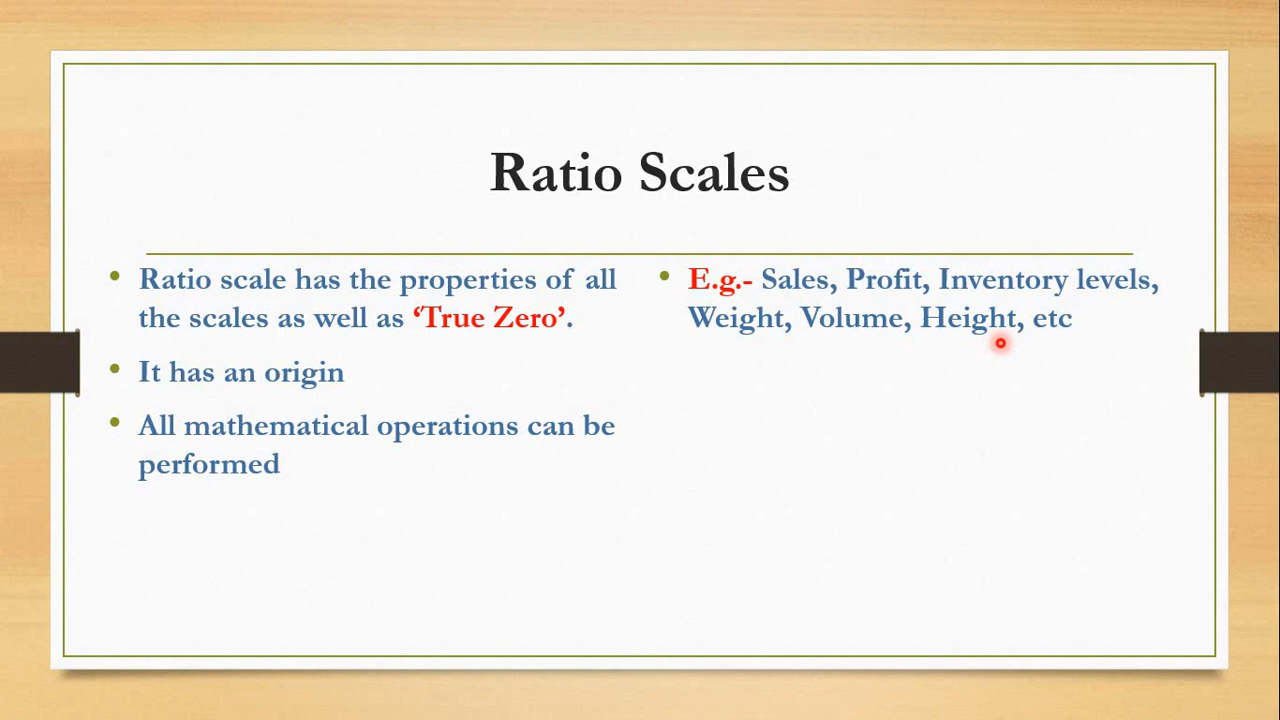 Ratio Scales
Ratio scale has the properties of all
the scales as well as ‘True Zero’.
It has an origin
All mathematical operations can be
performed
E.g.- Sales, Profit, Inventory levels,
Weight, Volume, Height, etc